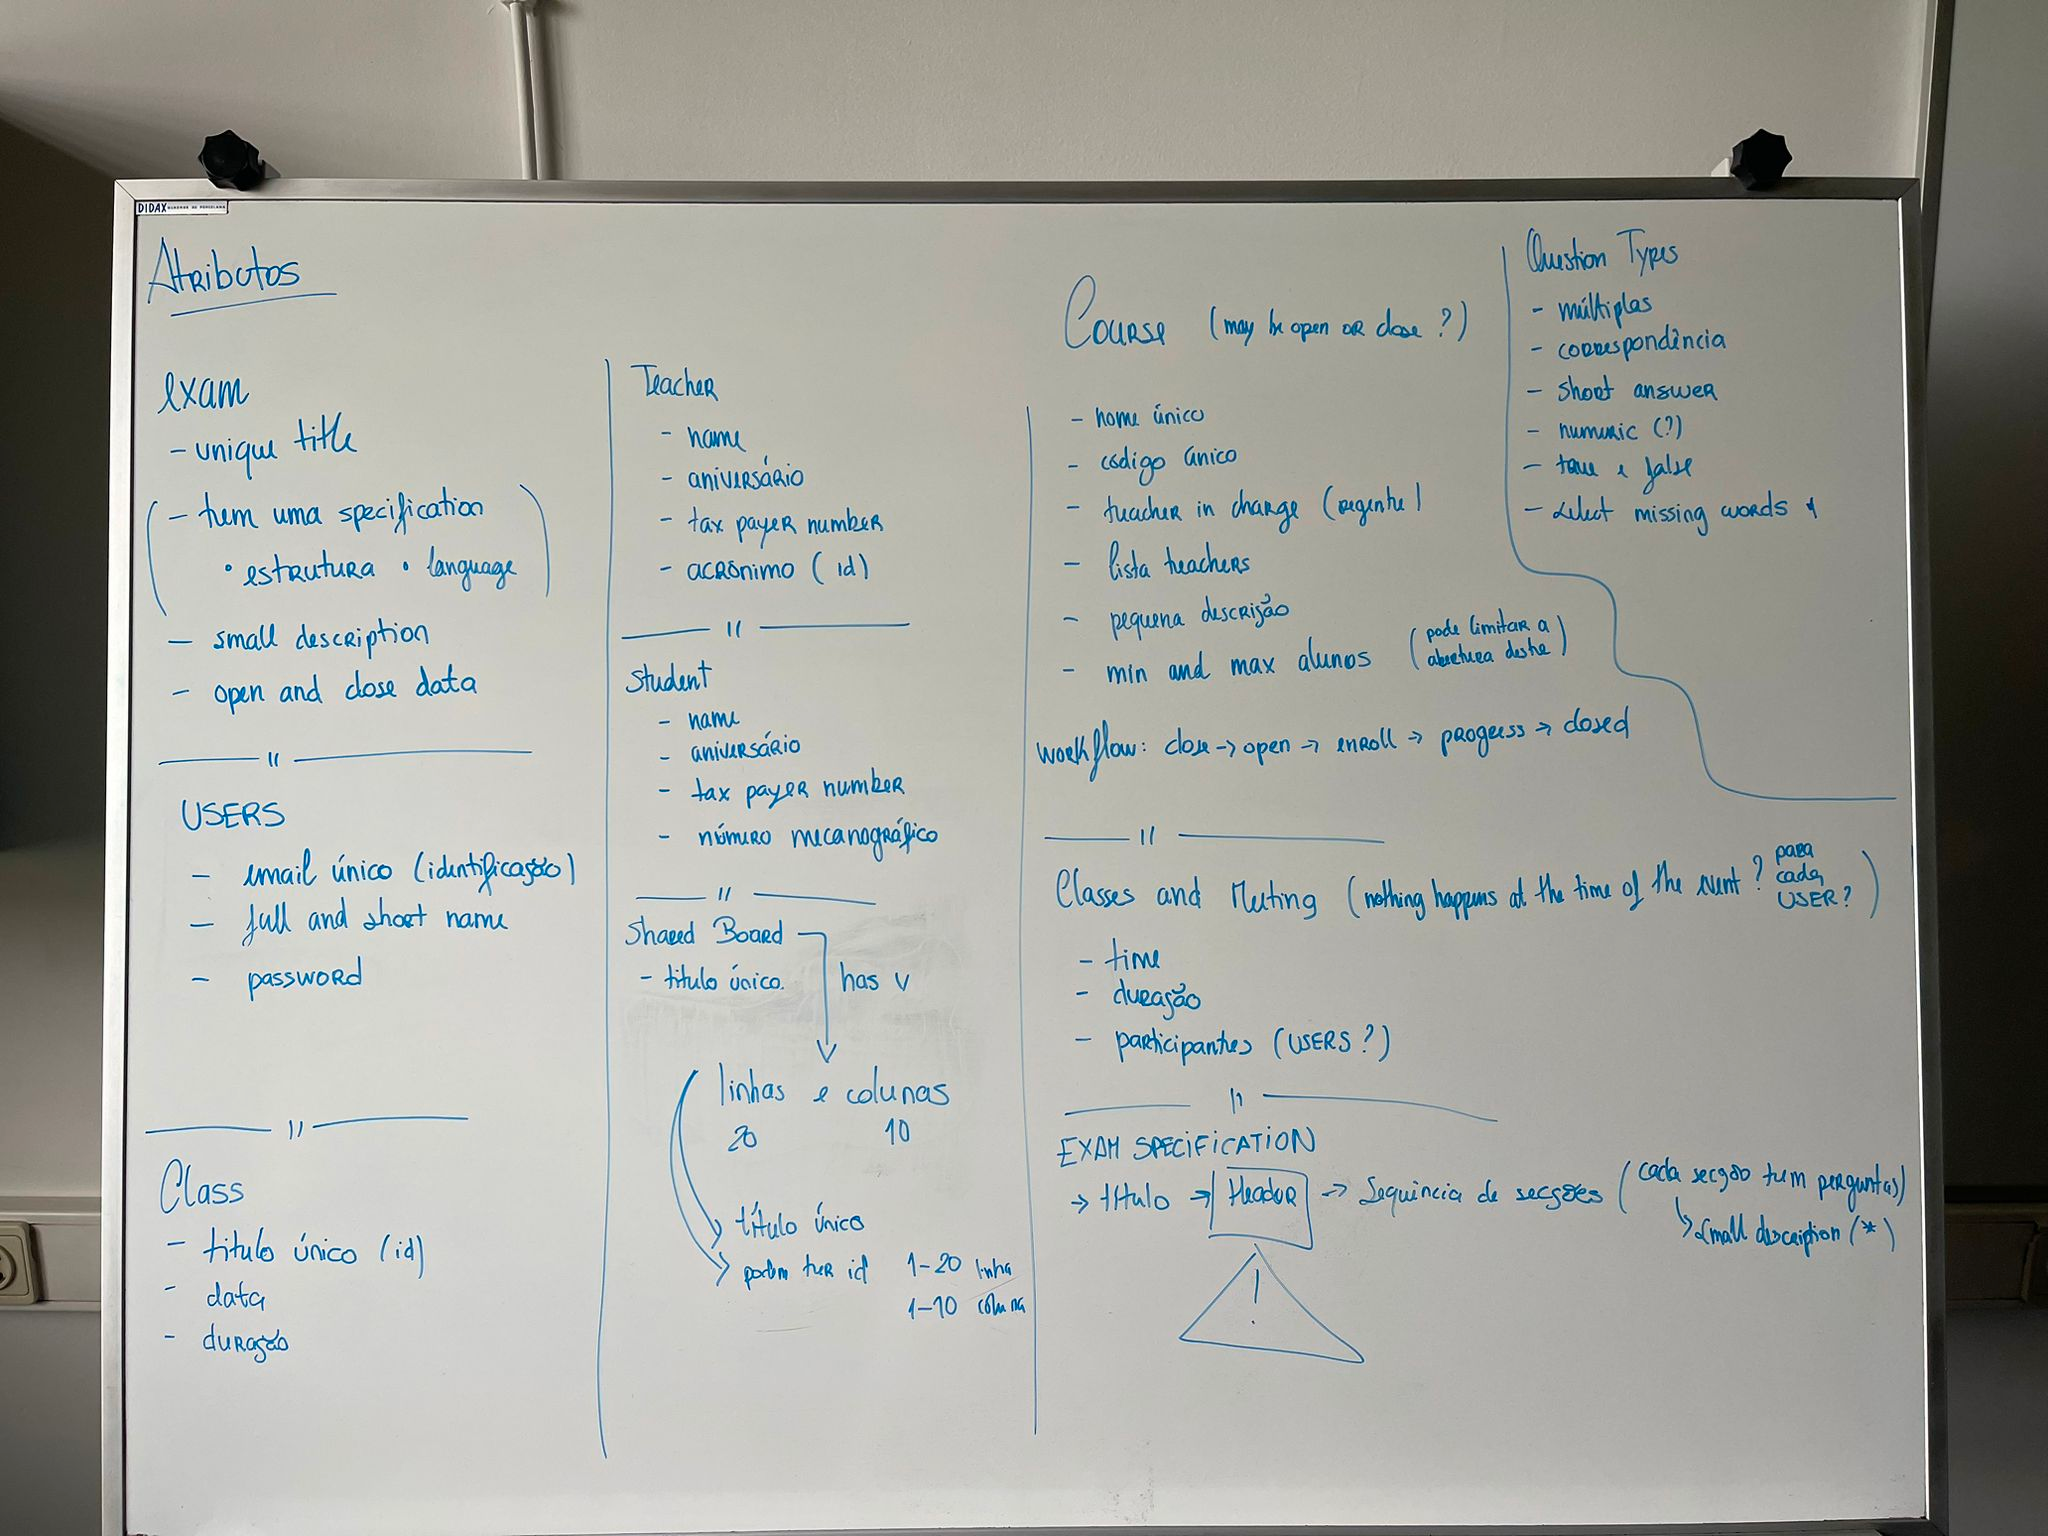 DIDAX QUADROS DE PORCELANA
Atributos
exam
- unique title
( - tem uma specification
• estrutura • language )
- small description
- open and close data
— // —
USERS
- email único (identificação)
- full and short name
- password
— // —
Class
- titulo único (id)
- data
- duração
Teacher
- name
- aniversário
- tax payer number
- acrónimo (id)
— // —
Student
- name
- aniversário
- tax payer number
- número mecanográfico
— // —
Shared Board
- titulo único.
has v
linhas e colunas
20 10
título único
podem ter id 1-20 linha
1-10 coluna
Course (may be open or close ?)
- nome único
- código único
- teacher in charge (regente)
- lista teachers
- pequena descrição
- min and max alunos (pode limitar a
abertura deste)
workflow: close -> open -> enroll -> progress -> closed
— // —
Classes and Meeting (nothing happens at the time of the event ? para
cada
USER ?)
- time
- duração
- participantes (USERS ?)
— // —
EXAM SPECIFICATION
-> título -> Header -> Sequência de secções (cada secção tem perguntas)
↳ small description (*)
!
Question Types
- múltiplas
- correspondência
- short answer
- numeric (?)
- true e false
- select missing words *